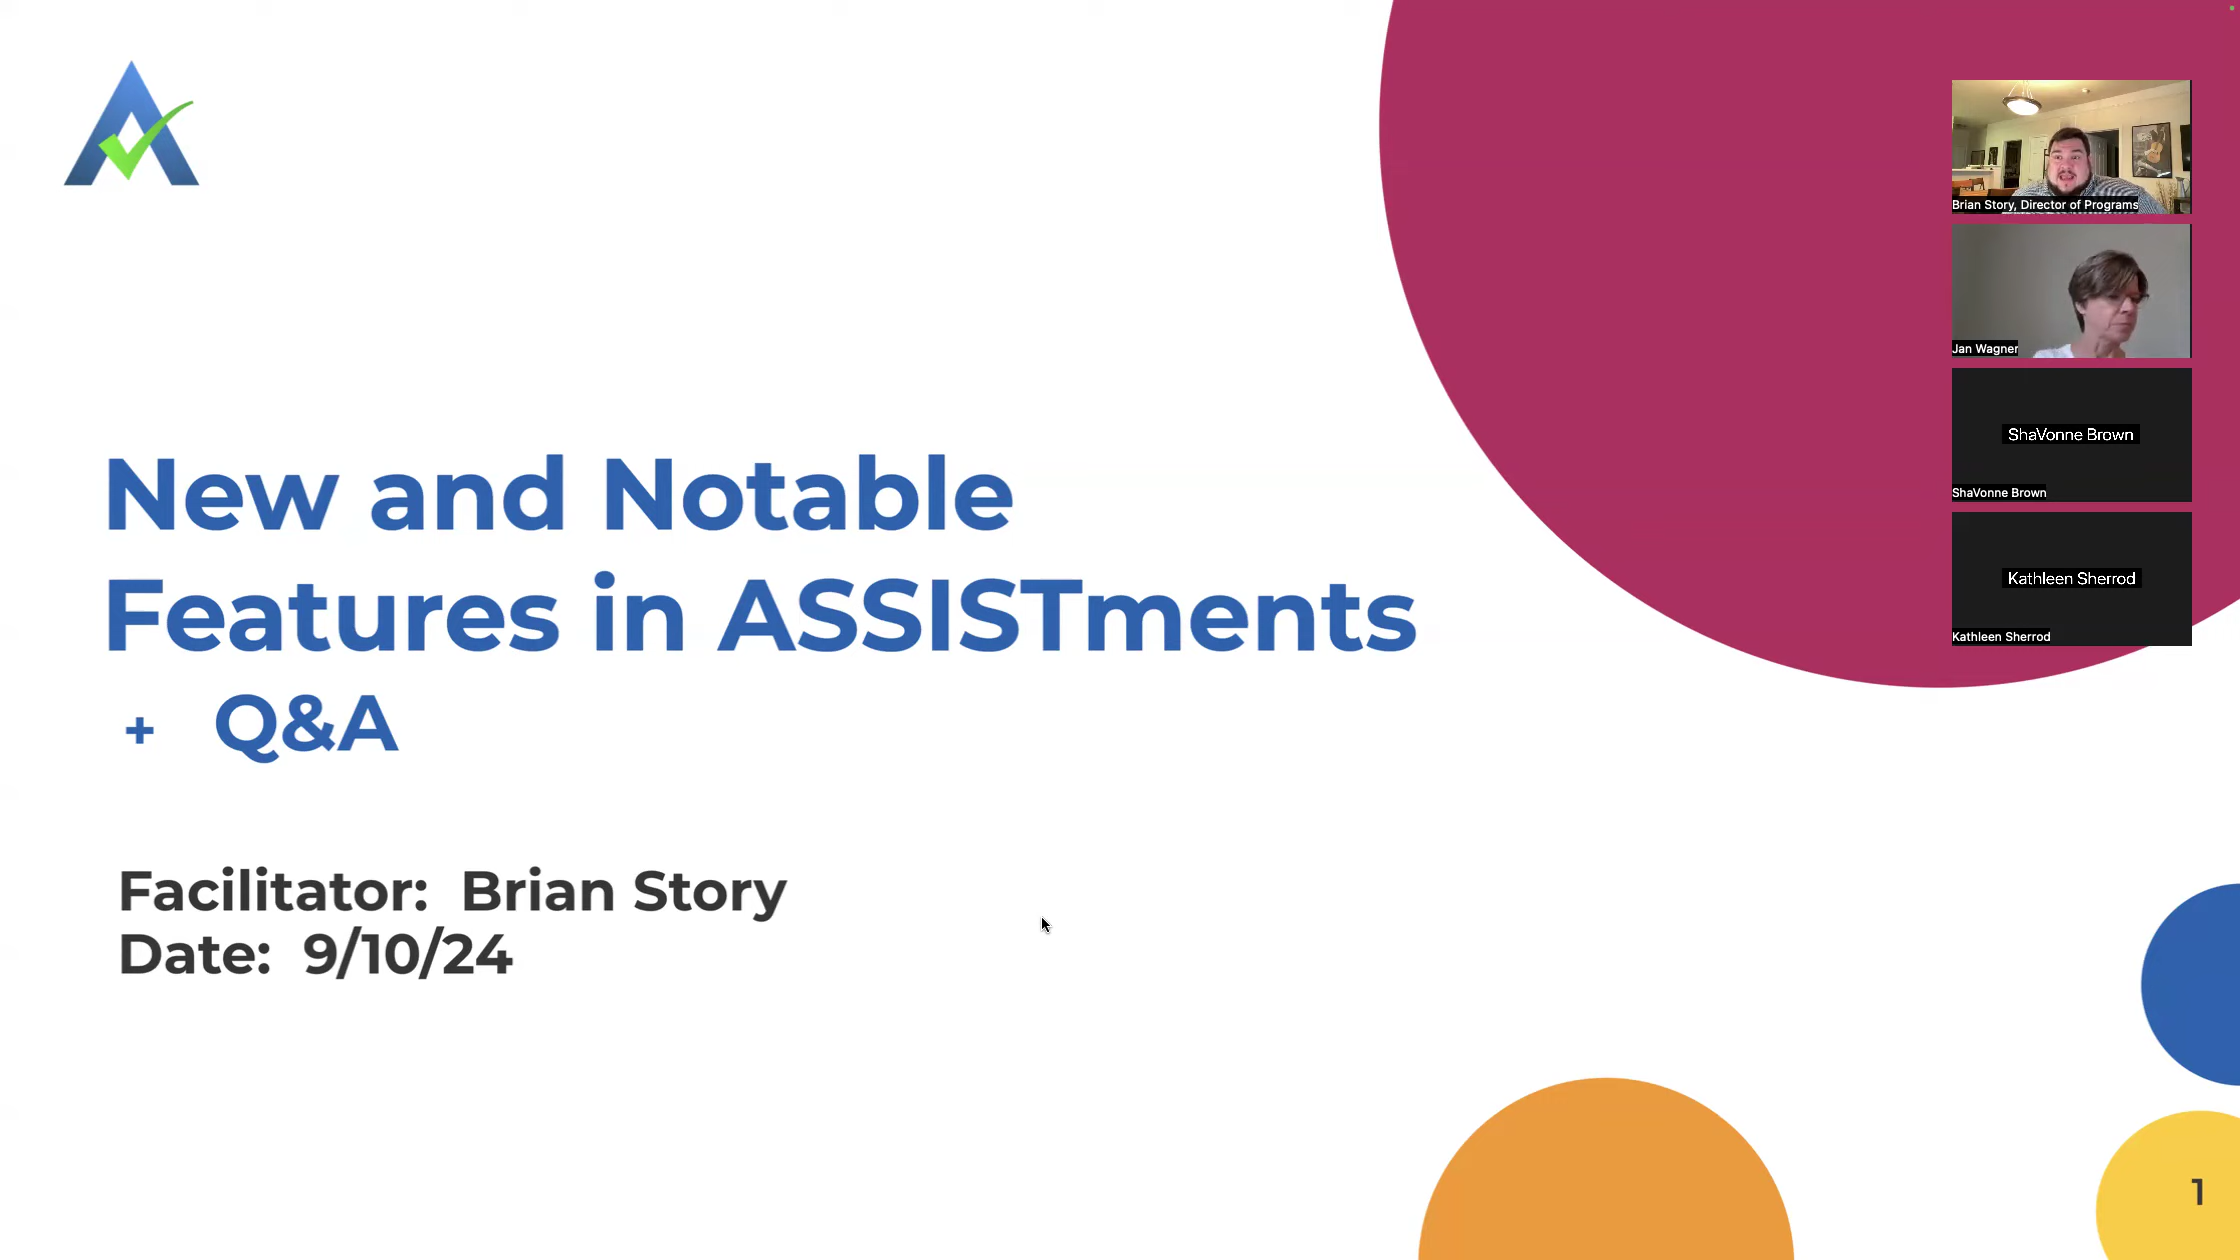 New and Notable
Features in ASSISTments
+ Q&A
Facilitator: Brian Story
Date: 9/10/24
Brian Story, Director of Programs
Jan Wagner
ShaVonne Brown
ShaVonne Brown
Kathleen Sherrod
Kathleen Sherrod
1